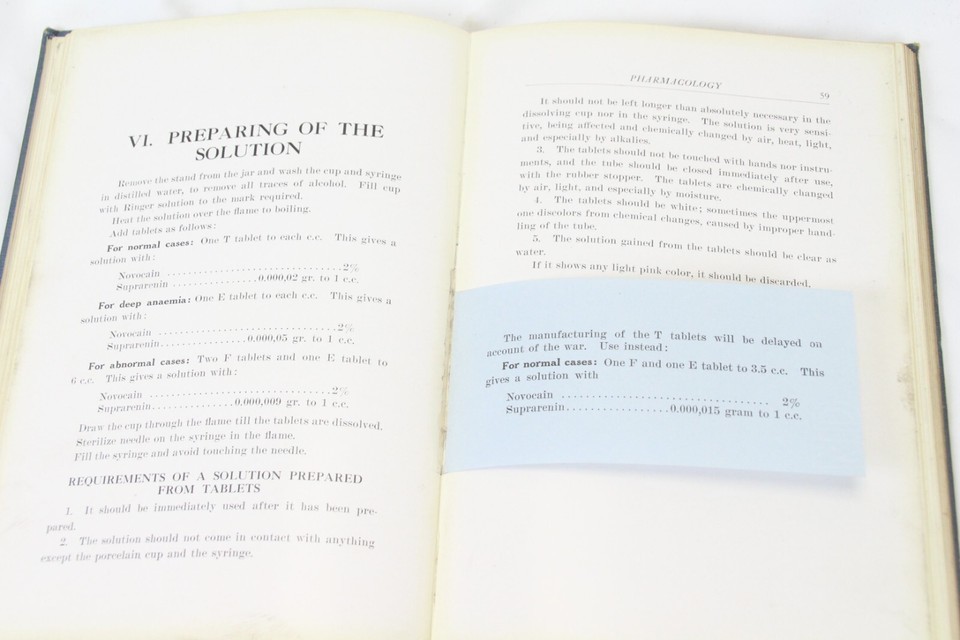 VI. PREPARING OF THE
SOLUTION
Remove the stand from the jar and wash the cup and syringe
in distilled water, to remove all traces of alcohol. Fill cup
with Ringer solution to the mark required.
Heat the solution over the flame to boiling.
Add tablets as follows:
For normal cases: One T tablet to each c.c. This gives a
solution with:
Novocain ..............................2%
Suprarenin ...............0.000,02 gr. to 1 c.c.
For deep anaemia: One E tablet to each c.c. This gives a
solution with:
Novocain ..............................2%
Suprarenin...............0.000,05 gr. to 1 c.c.
For abnormal cases: Two F tablets and one E tablet to
6 c.c. This gives a solution with:
Novocain ..............................2%
Suprarenin...............0.000,009 gr. to 1 c.c.
Draw the cup through the flame till the tablets are dissolved.
Sterilize needle on the syringe in the flame.
Fill the syringe and avoid touching the needle.
REQUIREMENTS OF A SOLUTION PREPARED
FROM TABLETS
1. It should be immediately used after it has been pre-
pared.
2. The solution should not come in contact with anything
except the porcelain cup and the syringe.
PHARMACOLOGY
59
It should not be left longer than absolutely necessary in the
dissolving cup nor in the syringe. The solution is very sensi-
tive, being affected and chemically changed by air, heat, light,
and especially by alkalies.
3. The tablets should not be touched with hands nor instru-
ments, and the tube should be closed immediately after use,
with the rubber stopper. The tablets are chemically changed
by air, light, and especially by moisture.
4. The tablets should be white; sometimes the uppermost
one discolors from chemical changes, caused by improper hand-
ling of the tube.
5. The solution gained from the tablets should be clear as
water.
If it shows any light pink color, it should be discarded.
The manufacturing of the T tablets will be delayed on
account of the war. Use instead:
For normal cases: One F and one E tablet to 3.5 c.c. This
gives a solution with
Novocain .................................. 2%
Suprarenin.................0.000,015 gram to 1 c.c.